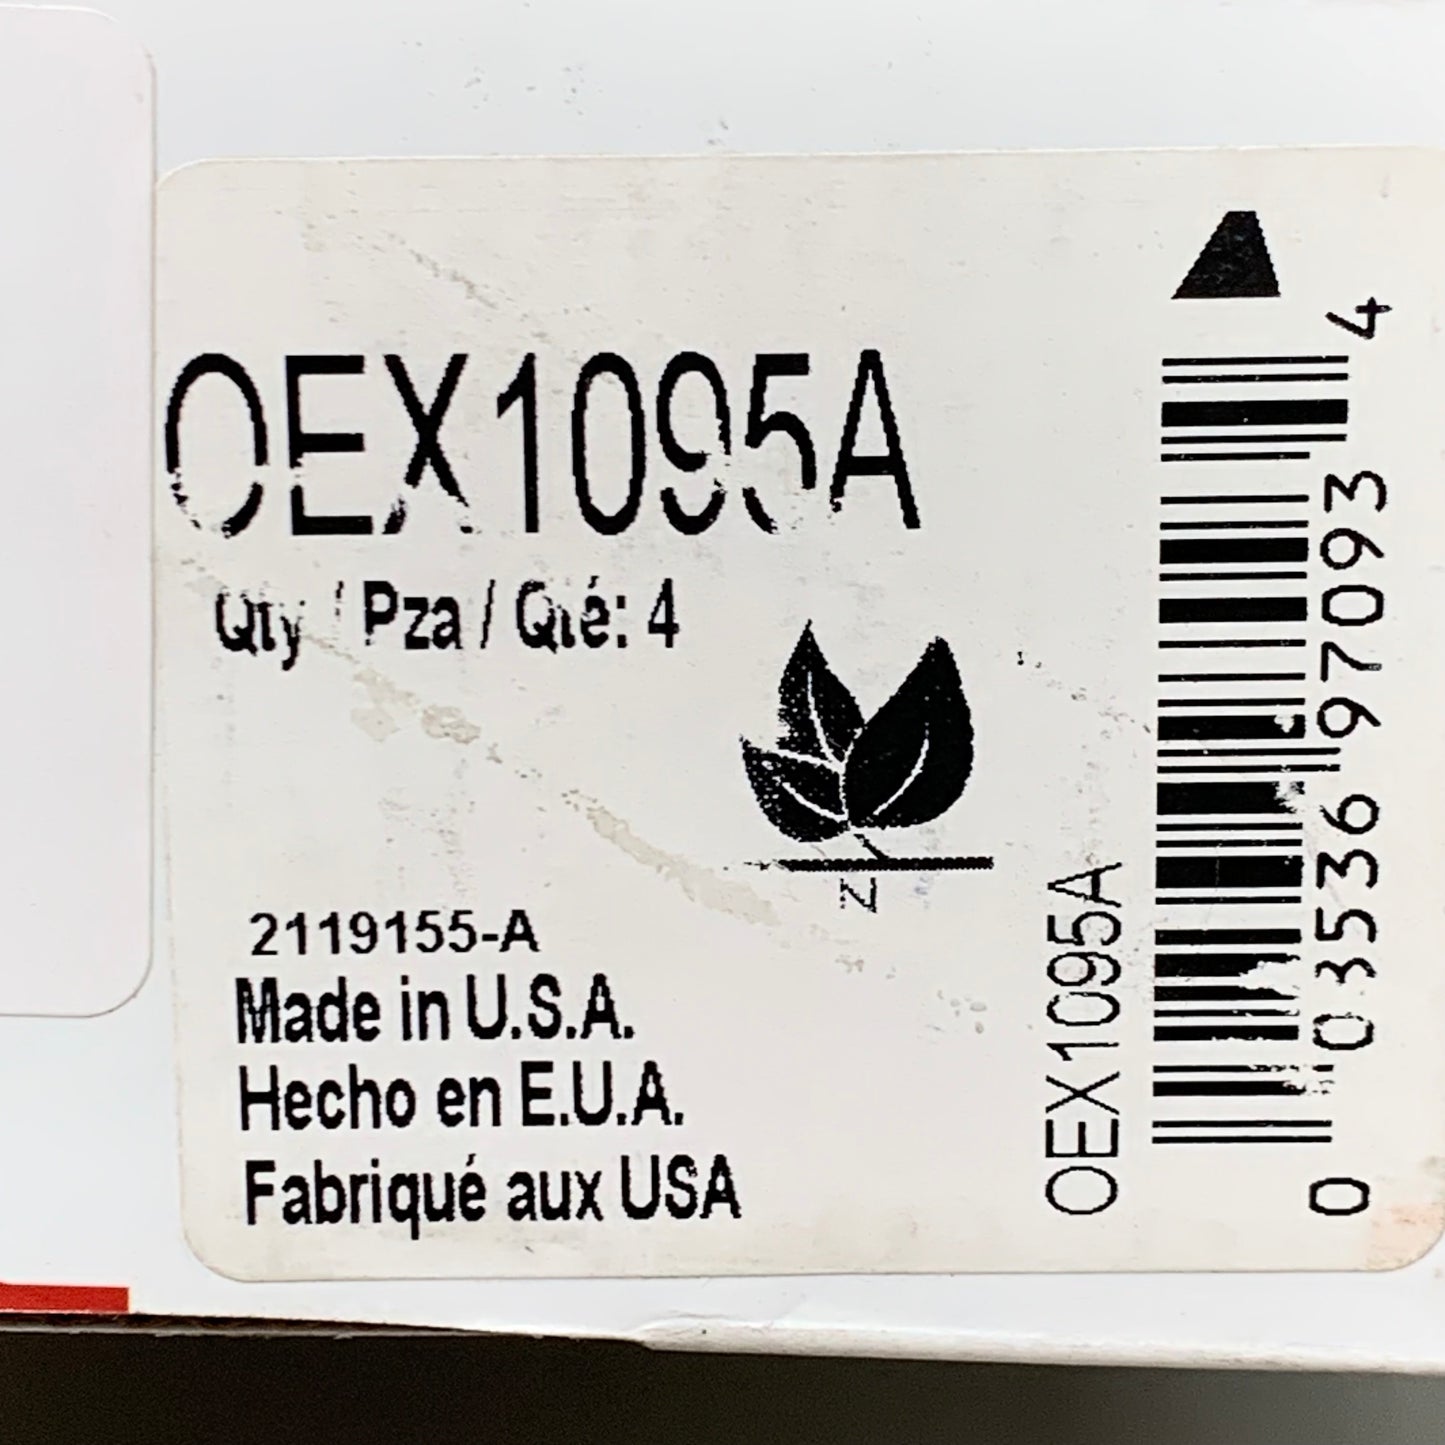 OEX1095A
Qty / Pza / Qté: 4
N
2119155-A
Made in U.S.A.
Hecho en E.U.A.
Fabriqué aux USA
OEX1095A
0 03536 97093 4